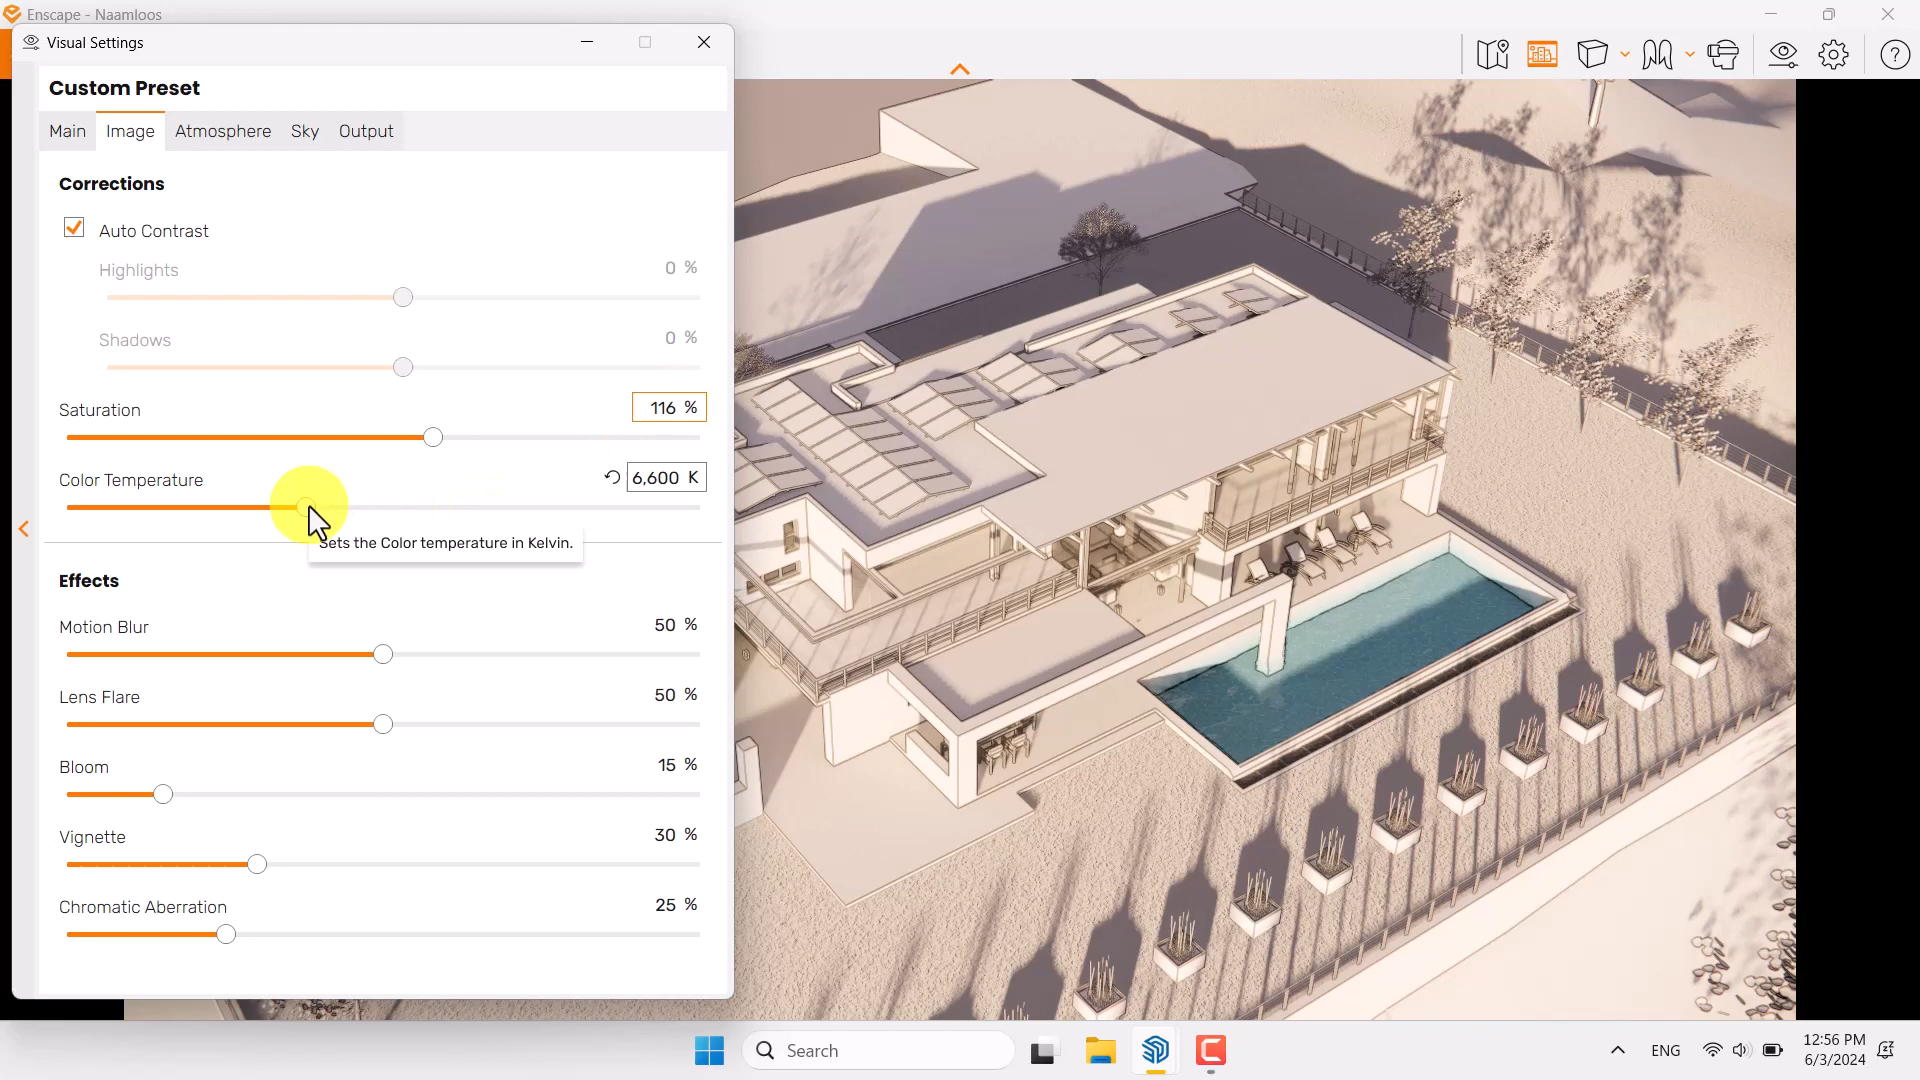 Enscape - Naamloos
Visual Settings
Custom Preset
Main Image Atmosphere Sky Output
Corrections
Auto Contrast
Highlights 0 %
Shadows 0 %
Saturation 116 %
Color Temperature 6,600 K
Sets the Color temperature in Kelvin.
Effects
Motion Blur 50 %
Lens Flare 50 %
Bloom 15 %
Vignette 30 %
Chromatic Aberration 25 %
Search
ENG
12:56 PM
6/3/2024